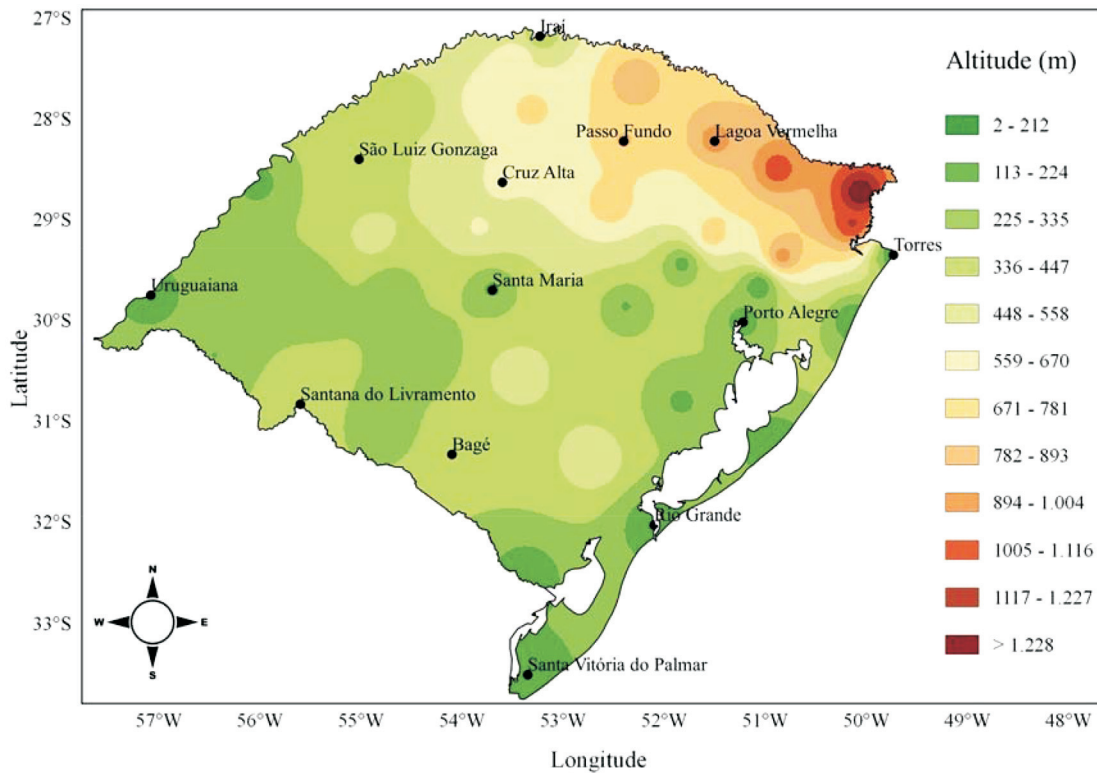 27°S
28°S
29°S
30°S
31°S
32°S
33°S
Latitude
Iraí
Passo Fundo
Lagoa Vermelha
São Luiz Gonzaga
Cruz Alta
Torres
Santa Maria
Uruguaiana
Porto Alegre
Santana do Livramento
Bagé
Rio Grande
Santa Vitória do Palmar
N
W
E
S
57°W
56°W
55°W
54°W
53°W
52°W
51°W
50°W
49°W
48°W
Longitude
Altitude (m)
2 - 212
113 - 224
225 - 335
336 - 447
448 - 558
559 - 670
671 - 781
782 - 893
894 - 1.004
1005 - 1.116
1117 - 1.227
> 1.228